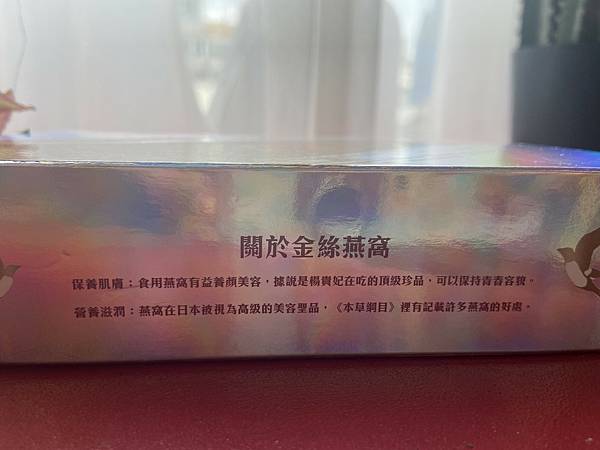 關於金絲燕窩
保養肌膚：食用燕窩有益養顏美容，據說是楊貴妃在吃的頂級珍品，可以保持青春容貌。
營養滋潤：燕窩在日本被視為高級的美容聖品，《本草綱目》裡有記載許多燕窩的好處。